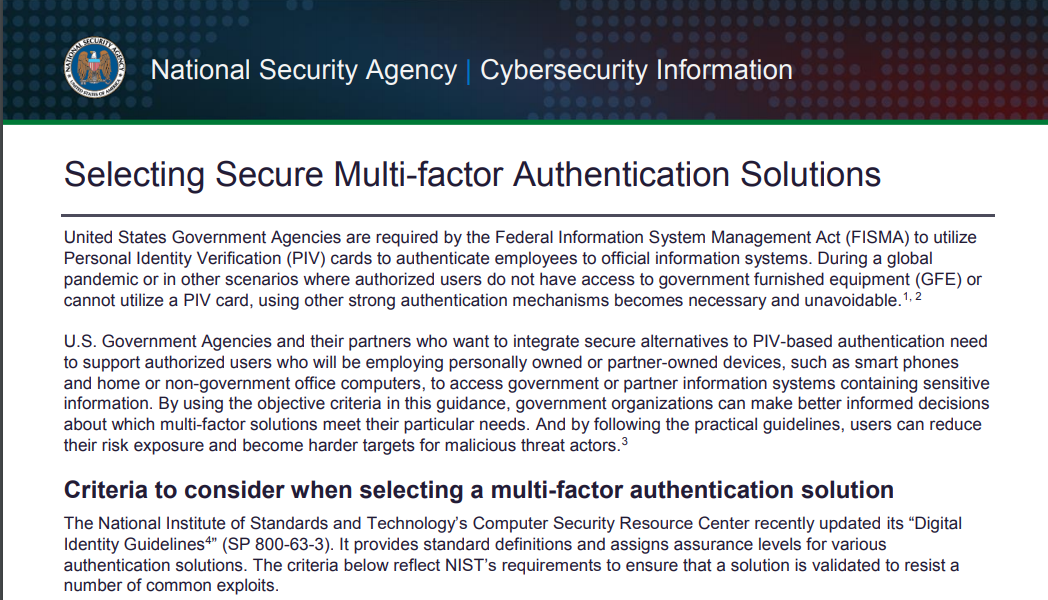 NATIONAL SECURITY AGENCY
UNITED STATES OF AMERICA
National Security Agency | Cybersecurity Information
Selecting Secure Multi-factor Authentication Solutions
United States Government Agencies are required by the Federal Information System Management Act (FISMA) to utilize
Personal Identity Verification (PIV) cards to authenticate employees to official information systems. During a global
pandemic or in other scenarios where authorized users do not have access to government furnished equipment (GFE) or
cannot utilize a PIV card, using other strong authentication mechanisms becomes necessary and unavoidable.1, 2
U.S. Government Agencies and their partners who want to integrate secure alternatives to PIV-based authentication need
to support authorized users who will be employing personally owned or partner-owned devices, such as smart phones
and home or non-government office computers, to access government or partner information systems containing sensitive
information. By using the objective criteria in this guidance, government organizations can make better informed decisions
about which multi-factor solutions meet their particular needs. And by following the practical guidelines, users can reduce
their risk exposure and become harder targets for malicious threat actors.3
Criteria to consider when selecting a multi-factor authentication solution
The National Institute of Standards and Technology’s Computer Security Resource Center recently updated its “Digital
Identity Guidelines4” (SP 800-63-3). It provides standard definitions and assigns assurance levels for various
authentication solutions. The criteria below reflect NIST’s requirements to ensure that a solution is validated to resist a
number of common exploits.